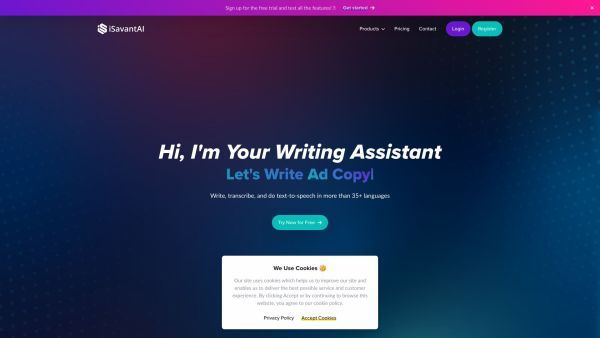 Sign up for the free trial and test all the features! Get started →
iSavantAI
Products Pricing Contact Login Register
Hi, I'm Your Writing Assistant
Let's Write Ad Copy|
Write, transcribe, and do text-to-speech in more than 35+ languages
Try Now for Free →
We Use Cookies 🍪
Our site uses cookies which helps us to improve our site and
enables us to deliver the best possible service and customer
experience. By clicking Accept or by continuing to browse this
website, you agree to our cookie policy.
Privacy Policy Accept Cookies